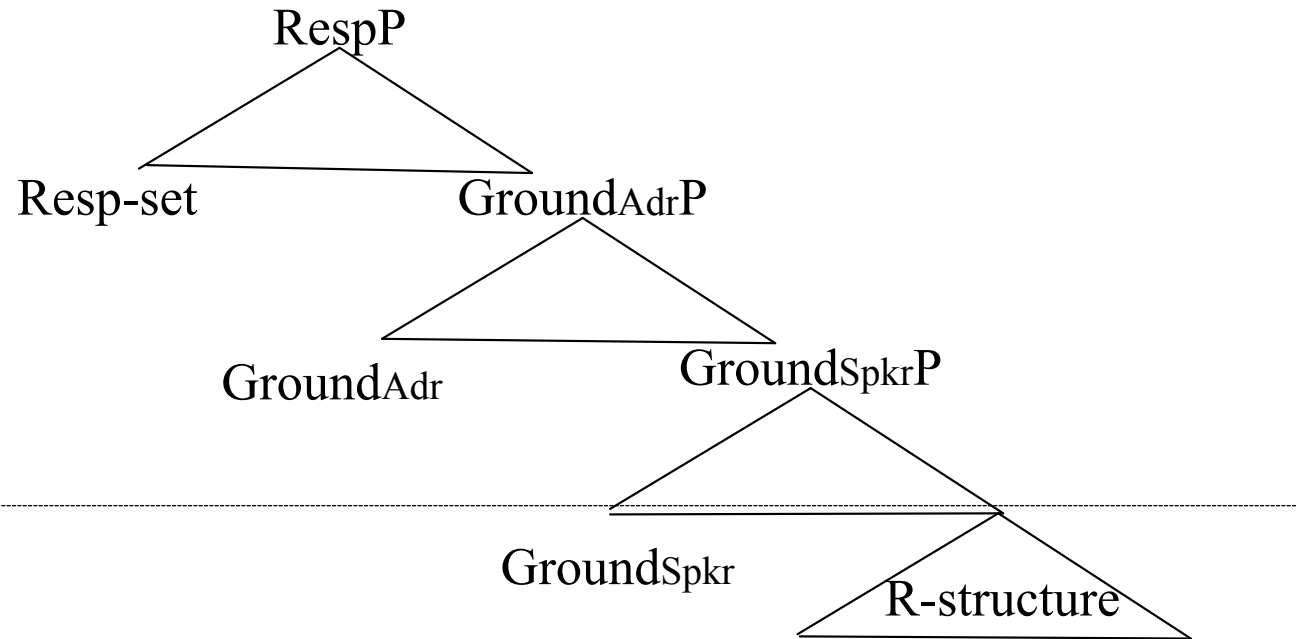 RespP
Resp-set
GroundAdrP
GroundAdr
GroundSpkrP
GroundSpkr
R-structure